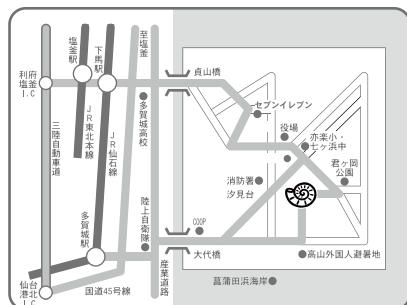 至塩釜
塩釜駅
下馬駅
利府
塩釜
I.C
貞山橋
セブンイレブン
多賀城高校
役場
亦楽小・
七ヶ浜中
JR東北本線
三陸自動車道
JR仙石線
君ヶ岡
公園
消防署
汐見台
陸上自衛隊
多賀城駅
COOP
大代橋
高山外国人避暑地
仙台
港北
I.C
国道45号線
産業道路
菖蒲田浜海岸